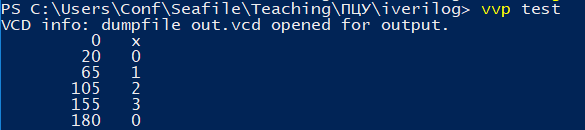 PS C:\Users\Conf\Seafile\Teaching\ПЦУ\iverilog> vvp test
VCD info: dumpfile out.vcd opened for output.
0 x
20 0
65 1
105 2
155 3
180 0